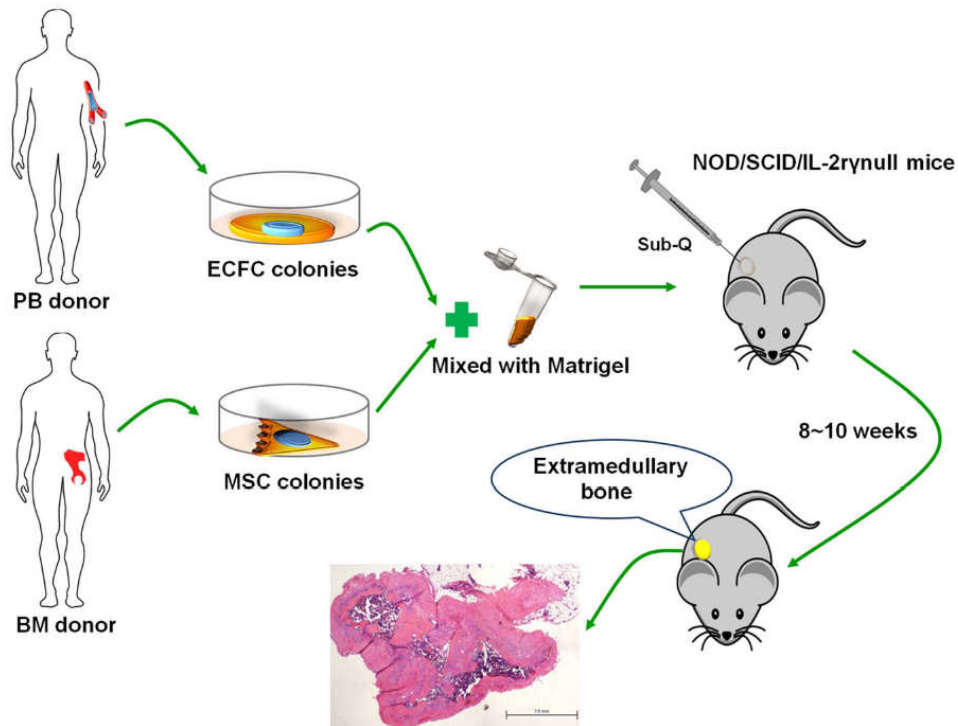 PB donor
ECFC colonies
BM donor
MSC colonies
Mixed with Matrigel
NOD/SCID/IL-2rγnull mice
Sub-Q
8~10 weeks
Extramedullary
bone